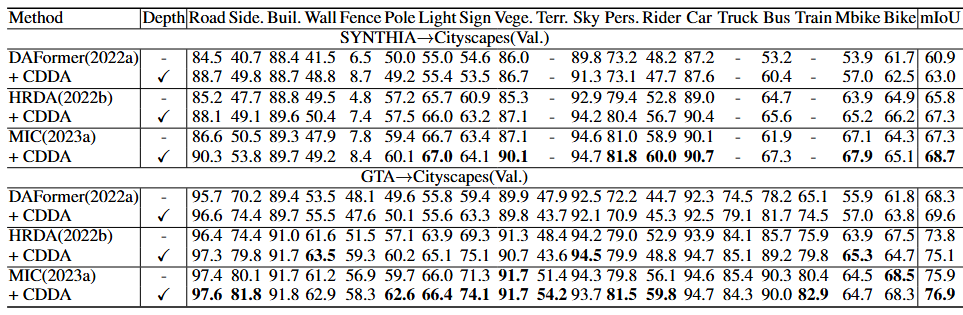 Method Depth Road Side. Buil. Wall Fence Pole Light Sign Vege. Terr. Sky Pers. Rider Car Truck Bus Train Mbike Bike mIoU
SYNTHIA→Cityscapes(Val.)
DAFormer(2022a) - 84.5 40.7 88.4 41.5 6.5 50.0 55.0 54.6 86.0 - 89.8 73.2 48.2 87.2 - 53.2 - 53.9 61.7 60.9
+ CDDA ✓ 88.7 49.8 88.7 48.8 8.7 49.2 55.4 53.5 86.7 - 91.3 73.1 47.7 87.6 - 60.4 - 57.0 62.5 63.0
HRDA(2022b) - 85.2 47.7 88.8 49.5 4.8 57.2 65.7 60.9 85.3 - 92.9 79.4 52.8 89.0 - 64.7 - 63.9 64.9 65.8
+ CDDA ✓ 88.1 49.1 89.6 50.4 7.4 57.5 66.0 63.2 87.1 - 94.2 80.4 56.7 90.4 - 65.6 - 65.2 66.2 67.3
MIC(2023a) - 86.6 50.5 89.3 47.9 7.8 59.4 66.7 63.4 87.1 - 94.6 81.0 58.9 90.1 - 61.9 - 67.1 64.3 67.3
+ CDDA ✓ 90.3 53.8 89.7 49.2 8.4 60.1 67.0 64.1 90.1 - 94.7 81.8 60.0 90.7 - 67.3 - 67.9 65.1 68.7
GTA→Cityscapes(Val.)
DAFormer(2022a) - 95.7 70.2 89.4 53.5 48.1 49.6 55.8 59.4 89.9 47.9 92.5 72.2 44.7 92.3 74.5 78.2 65.1 55.9 61.8 68.3
+ CDDA ✓ 96.6 74.4 89.7 55.5 47.6 50.1 55.6 63.3 89.8 43.7 92.1 70.9 45.3 92.5 79.1 81.7 74.5 57.0 63.8 69.6
HRDA(2022b) - 96.4 74.4 91.0 61.6 51.5 57.1 63.9 69.3 91.3 48.4 94.2 79.0 52.9 93.9 84.1 85.7 75.9 63.9 67.5 73.8
+ CDDA ✓ 97.3 79.8 91.7 63.5 59.3 60.2 65.1 75.1 90.7 43.6 94.5 79.9 48.8 94.7 85.1 89.2 79.8 65.3 64.7 75.1
MIC(2023a) - 97.4 80.1 91.7 61.2 56.9 59.7 66.0 71.3 91.7 51.4 94.3 79.8 56.1 94.6 85.4 90.3 80.4 64.5 68.5 75.9
+ CDDA ✓ 97.6 81.8 91.8 62.9 58.3 62.6 66.4 74.1 91.7 54.2 93.7 81.5 59.8 94.7 84.3 90.0 82.9 64.7 68.3 76.9